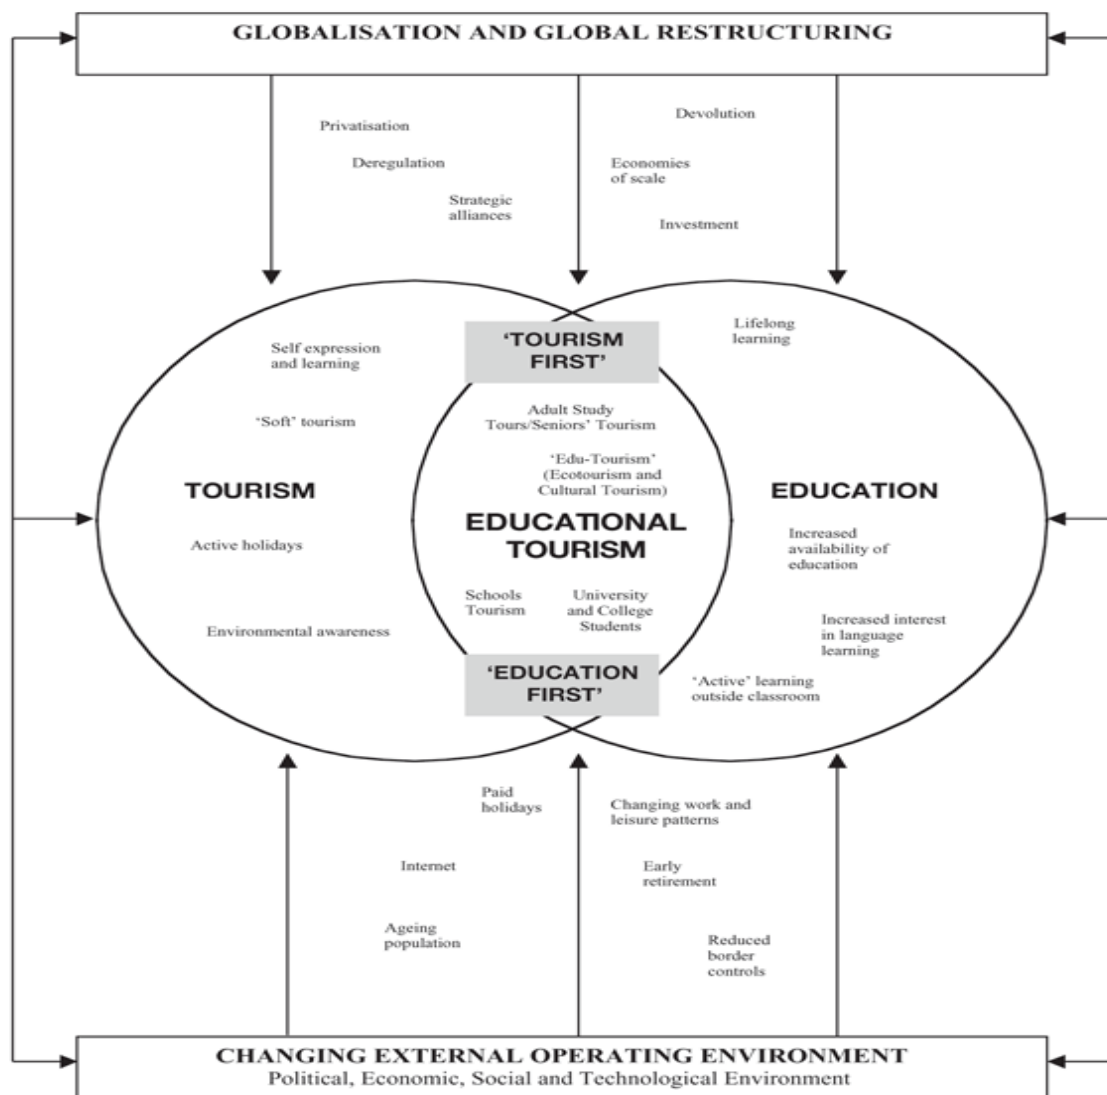 GLOBALISATION AND GLOBAL RESTRUCTURING
Privatisation
Deregulation
Strategic
alliances
Devolution
Economies
of scale
Investment
Self expression
and learning
'Soft' tourism
TOURISM
Active holidays
Environmental awareness
'TOURISM
FIRST'
Adult Study
Tours/Seniors' Tourism
'Edu-Tourism'
(Ecotourism and
Cultural Tourism)
EDUCATIONAL
TOURISM
Schools
Tourism
University
and College
Students
'EDUCATION
FIRST'
Lifelong
learning
EDUCATION
Increased
availability of
education
Increased interest
in language
learning
'Active' learning
outside classroom
Paid
holidays
Internet
Ageing
population
Changing work and
leisure patterns
Early
retirement
Reduced
border
controls
CHANGING EXTERNAL OPERATING ENVIRONMENT
Political, Economic, Social and Technological Environment